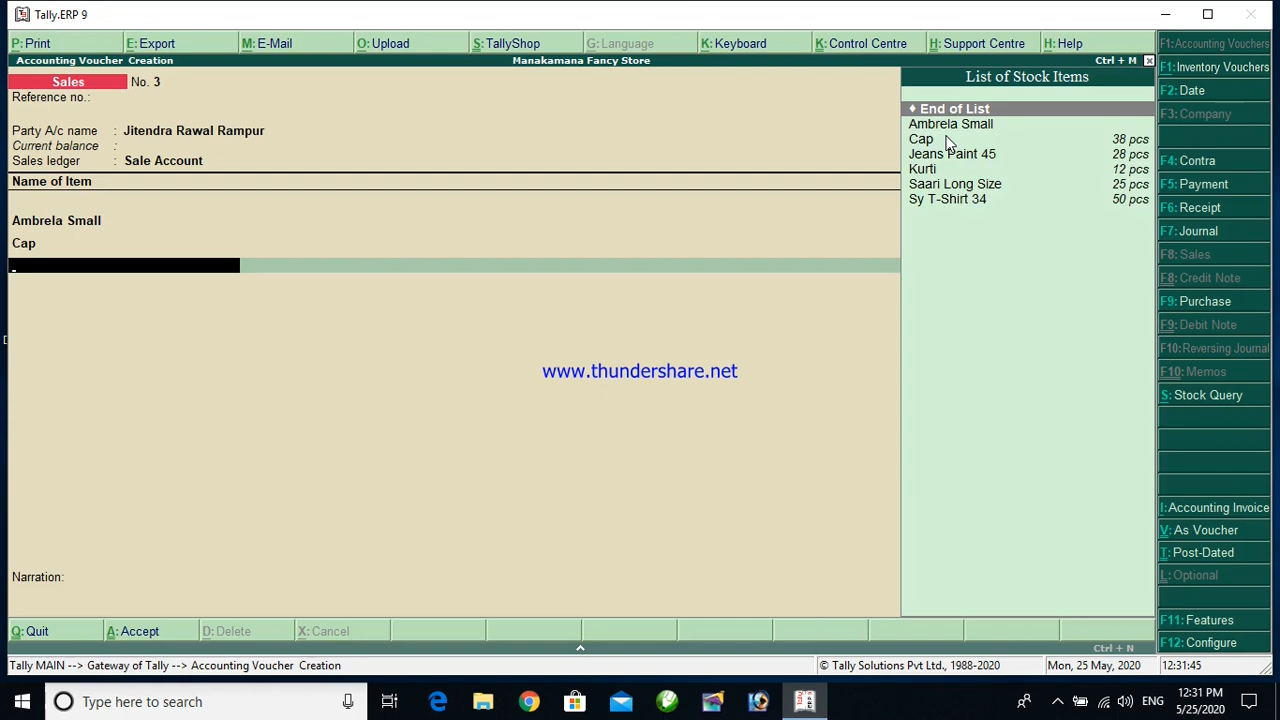 Tally.ERP 9
P: Print E: Export M: E-Mail O: Upload S: TallyShop G: Language K: Keyboard K: Control Centre H: Support Centre H: Help
Accounting Voucher Creation Manakamana Fancy Store Ctrl + M
Sales No. 3
Reference no.:
Party A/c name : Jitendra Rawal Rampur
Current balance :
Sales ledger : Sale Account
Name of Item
Ambrela Small
Cap
Narration:
www.thundershare.net
List of Stock Items
♦ End of List
Ambrela Small
Cap 38 pcs
Jeans Paint 45 28 pcs
Kurti 12 pcs
Saari Long Size 25 pcs
Sy T-Shirt 34 50 pcs
F1: Accounting Vouchers
F1: Inventory Vouchers
F2: Date
F3: Company
F4: Contra
F5: Payment
F6: Receipt
F7: Journal
F8: Sales
F8: Credit Note
F9: Purchase
F9: Debit Note
F10: Reversing Journal
F10: Memos
S: Stock Query
I: Accounting Invoice
V: As Voucher
T: Post-Dated
L: Optional
F11: Features
F12: Configure
Q: Quit A: Accept D: Delete X: Cancel
Ctrl + N
Tally MAIN --> Gateway of Tally --> Accounting Voucher Creation © Tally Solutions Pvt Ltd., 1988-2020 Mon, 25 May, 2020 12:31:45
Type here to search
ENG
12:31 PM
5/25/2020